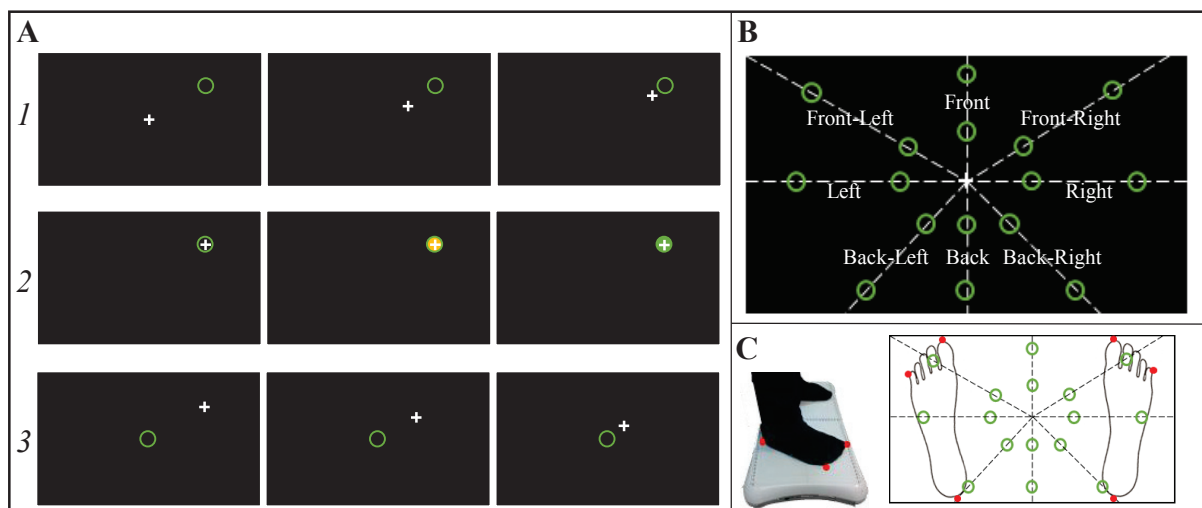 A
1
2
3
B
Front
Front-Left
Front-Right
Left
Right
Back-Left
Back
Back-Right
C